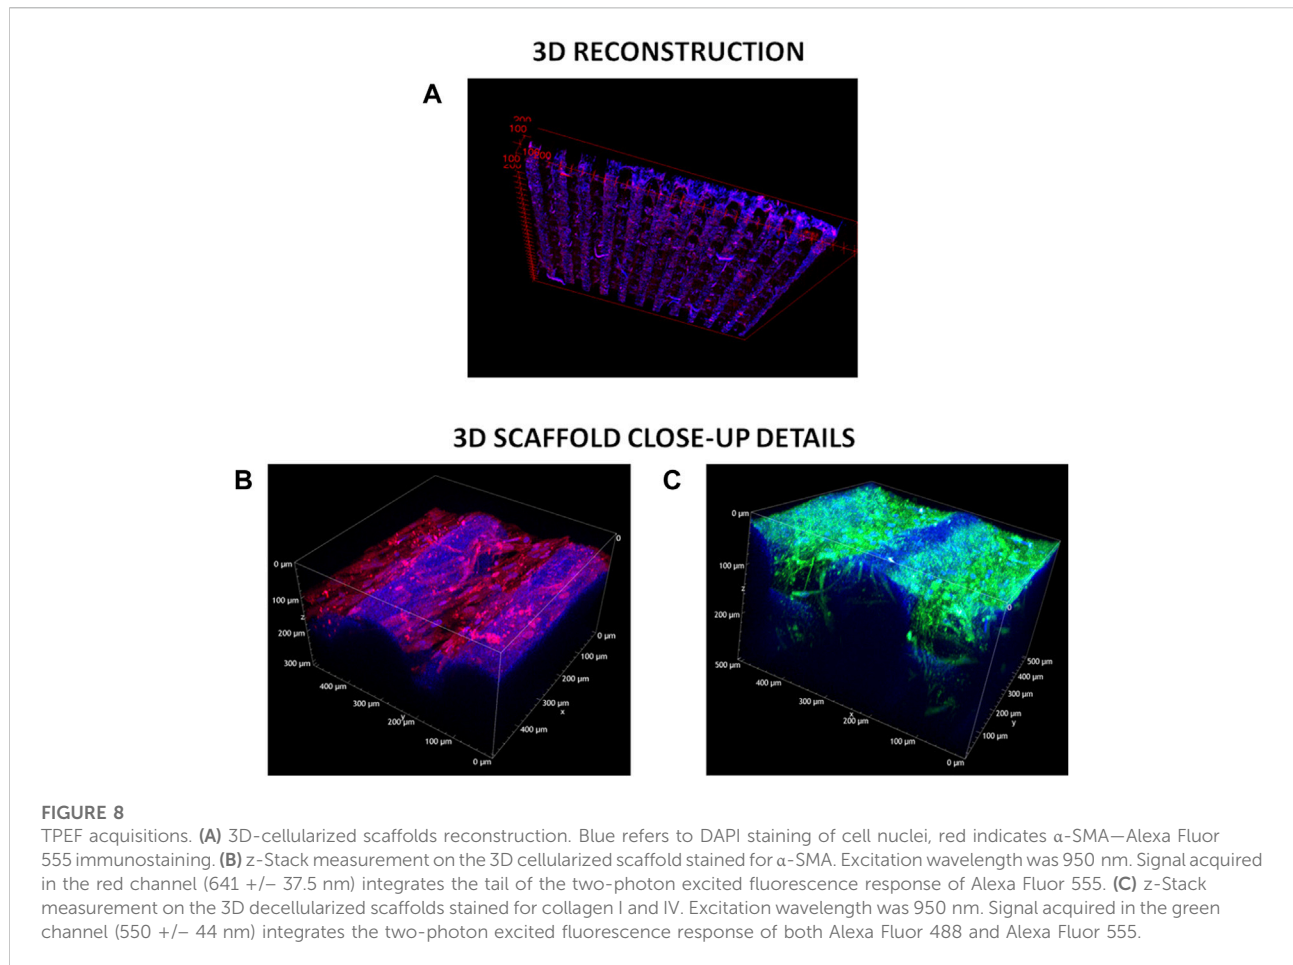 3D RECONSTRUCTION
A
200
100
100
100
200
200
3D SCAFFOLD CLOSE-UP DETAILS
B
C
0 µm
100 µm
z
200 µm
300 µm
400 µm
300 µm
y
200 µm
100 µm
0 µm
0
0 µm
100 µm
200 µm
x
300 µm
400 µm
0 µm
100 µm
z
200 µm
500 µm
400 µm
300 µm
x
200 µm
100 µm
0 µm
0
500 µm
400 µm
300 µm
200 µm
y
100 µm
FIGURE 8
TPEF acquisitions. (A) 3D-cellularized scaffolds reconstruction. Blue refers to DAPI staining of cell nuclei, red indicates α-SMA—Alexa Fluor
555 immunostaining. (B) z-Stack measurement on the 3D cellularized scaffold stained for α-SMA. Excitation wavelength was 950 nm. Signal acquired
in the red channel (641 +/– 37.5 nm) integrates the tail of the two-photon excited fluorescence response of Alexa Fluor 555. (C) z-Stack
measurement on the 3D decellularized scaffolds stained for collagen I and IV. Excitation wavelength was 950 nm. Signal acquired in the green
channel (550 +/– 44 nm) integrates the two-photon excited fluorescence response of both Alexa Fluor 488 and Alexa Fluor 555.